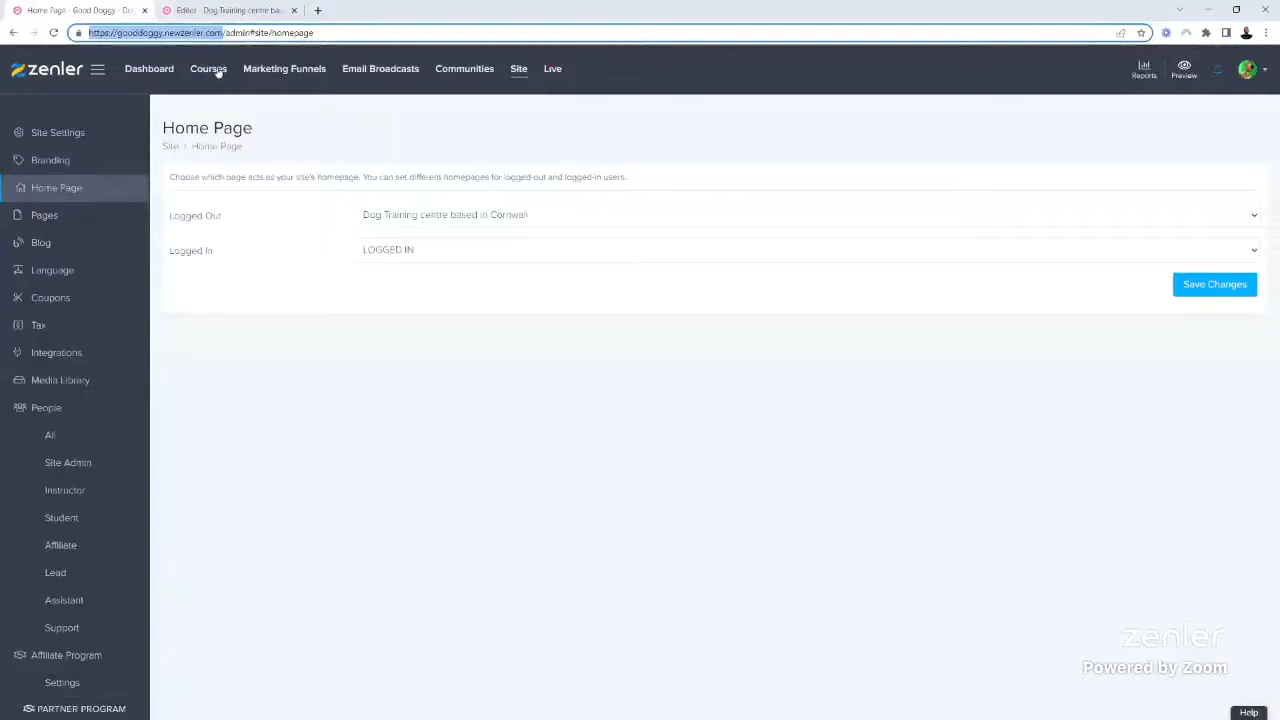 Home Page - Good Doggy - Do
Editor - Dog Training centre bas
https://gooddoggy.newzenler.com/admin#site/homepage
zenler
Dashboard
Courses
Marketing Funnels
Email Broadcasts
Communities
Site
Live
Reports
Preview
Site Settings
Branding
Home Page
Pages
Blog
Language
Coupons
Tax
Integrations
Media Library
People
All
Site Admin
Instructor
Student
Affiliate
Lead
Assistant
Support
Affiliate Program
Settings
PARTNER PROGRAM
Home Page
Site / Home Page
Choose which page acts as your site's homepage. You can set different homepages for logged-out and logged-in users.
Logged Out
Dog Training centre based in Cornwall
Logged In
LOGGED IN
Save Changes
zenler
Powered by Zoom
Help